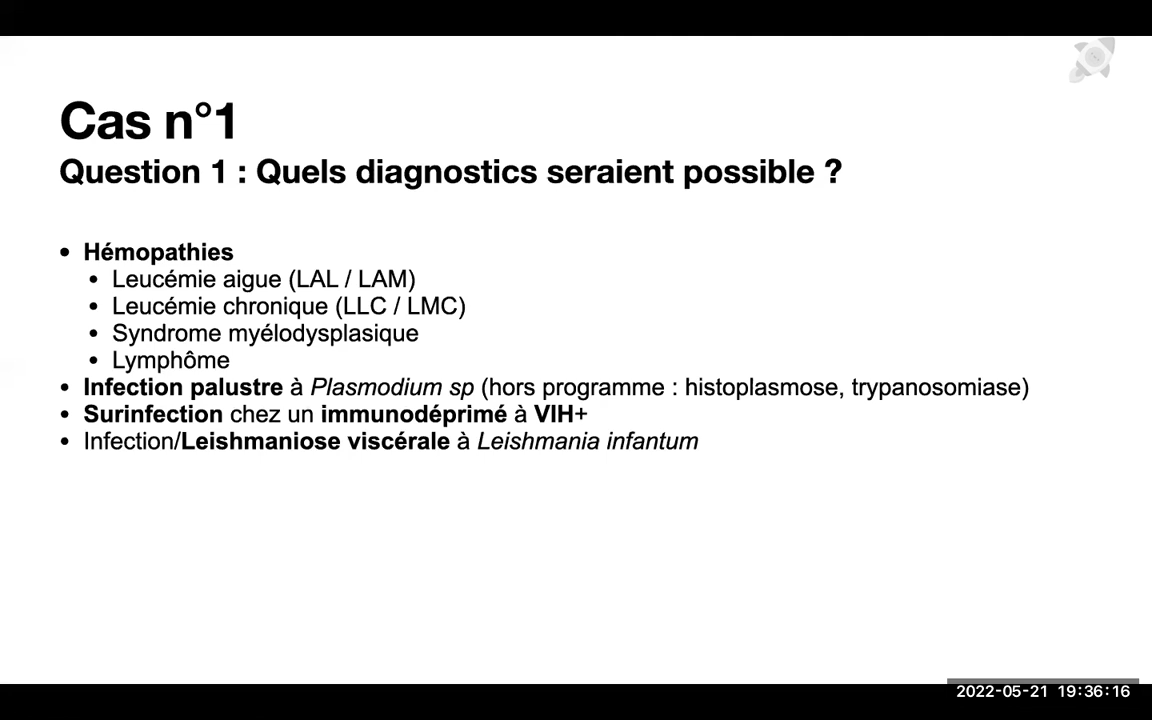 Cas n°1
Question 1 : Quels diagnostics seraient possible ?
• Hémopathies
• Leucémie aigue (LAL / LAM)
• Leucémie chronique (LLC / LMC)
• Syndrome myélodysplasique
• Lymphôme
• Infection palustre à Plasmodium sp (hors programme : histoplasmose, trypanosomiase)
• Surinfection chez un immunodéprimé à VIH+
• Infection/Leishmaniose viscérale à Leishmania infantum
2022-05-21 19:36:16